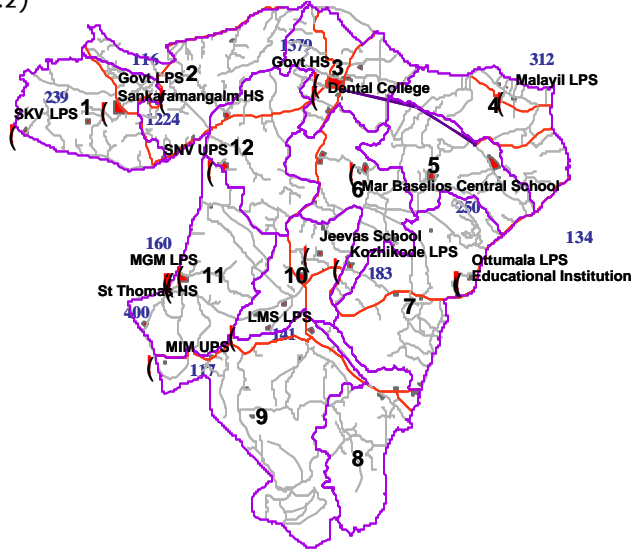 .2)
1379
116
312
Govt HS
3
Govt LPS
2
Malayil LPS
Dental College
239
1
Sankaramangalm HS
4
SKV LPS
1224
SNV UPS
12
5
6
Mar Baselios Central School
250
Jeevas School
134
160
Kozhikode LPS
MGM LPS
Ottumala LPS
11
10
183
Educational Institution
St Thomas HS
7
400
LMS LPS
141
MIM UPS
117
9
8